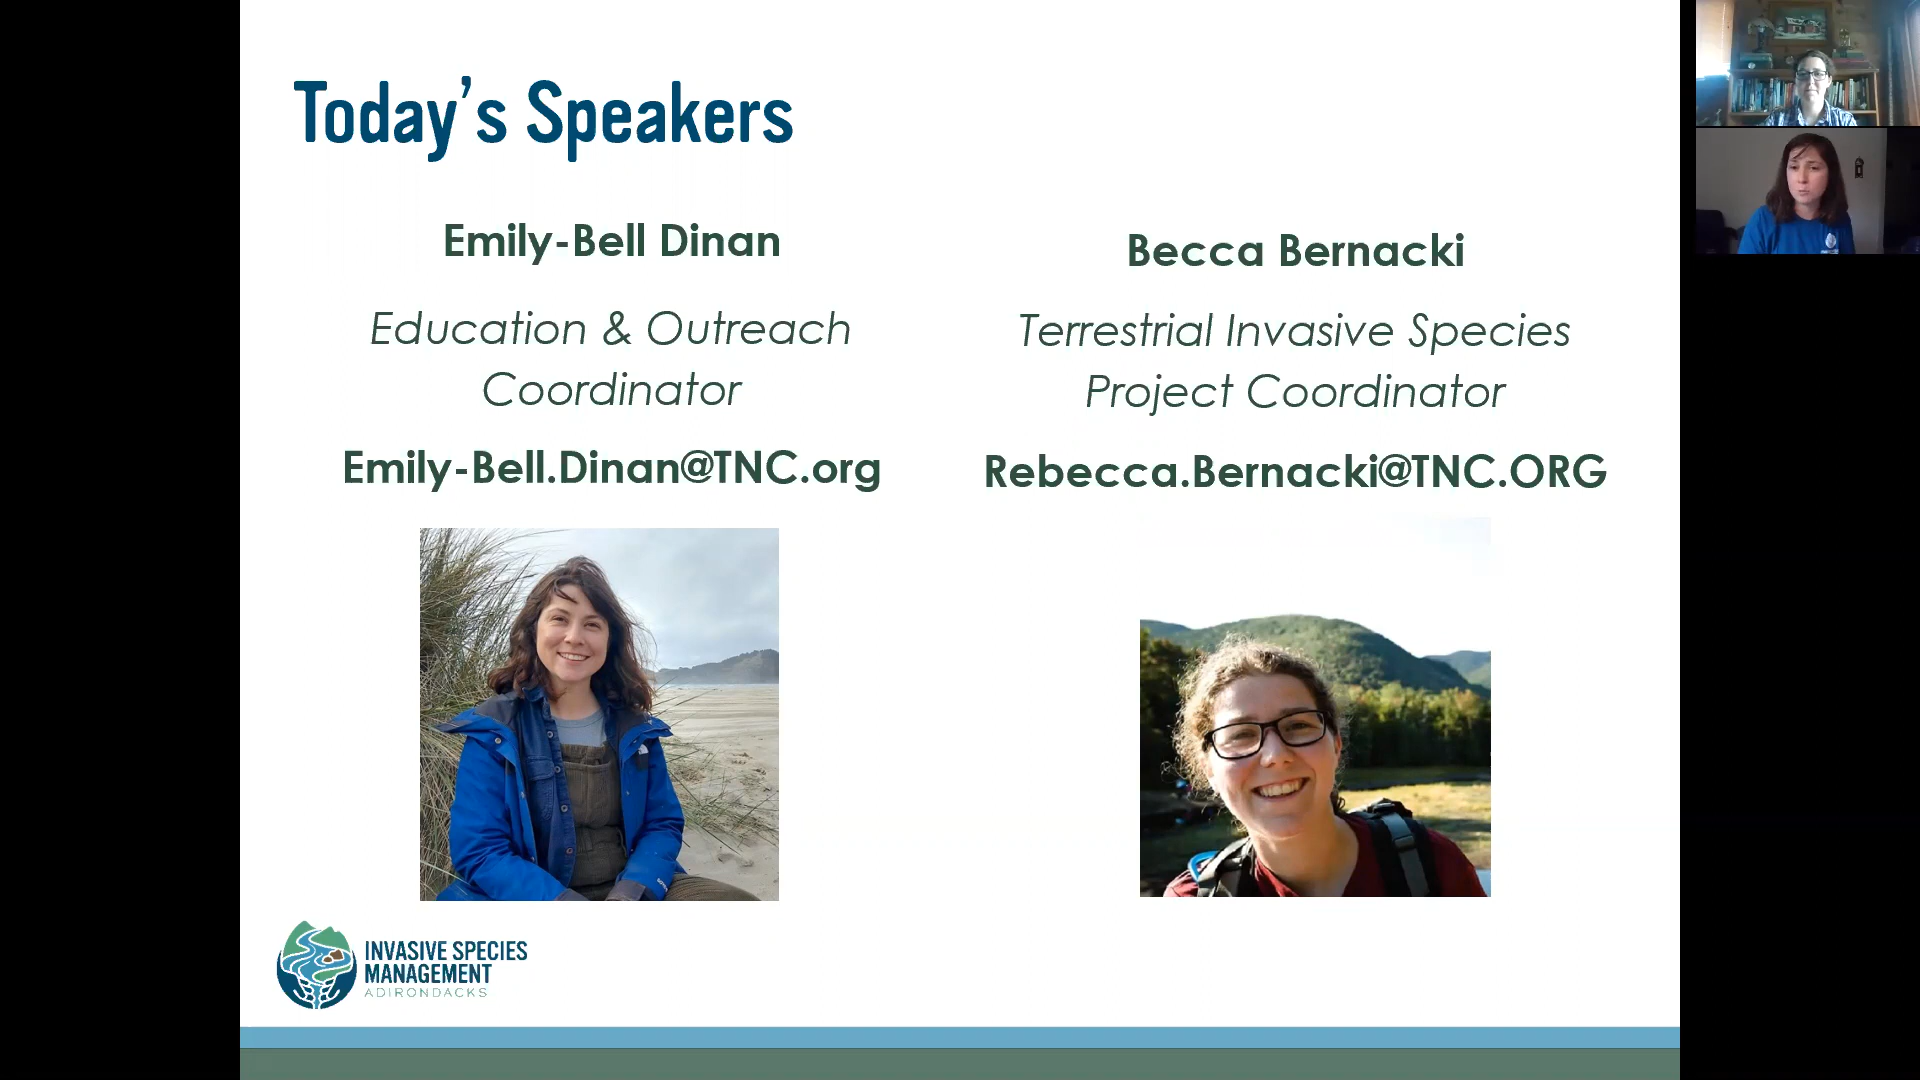 Today's Speakers
Emily-Bell Dinan
Education & Outreach
Coordinator
Emily-Bell.Dinan@TNC.org
Becca Bernacki
Terrestrial Invasive Species
Project Coordinator
Rebecca.Bernacki@TNC.ORG
INVASIVE SPECIES
MANAGEMENT
ADIRONDACKS